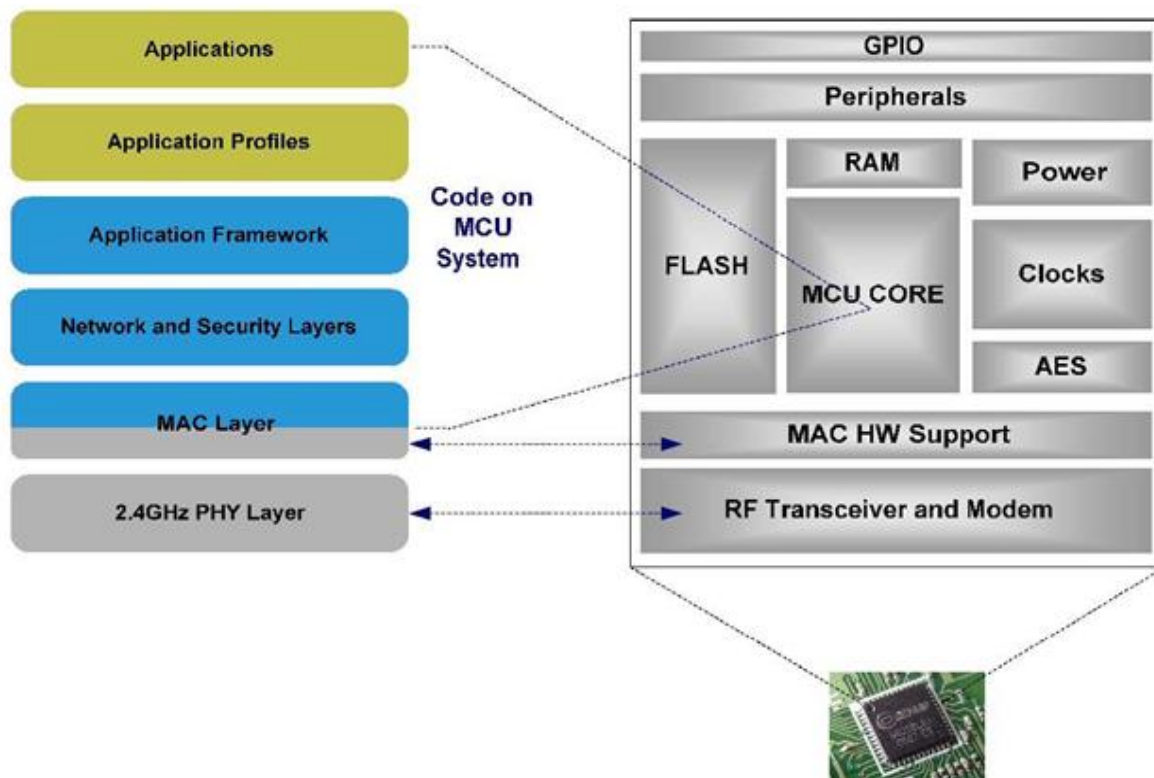 Applications
Application Profiles
Application Framework
Network and Security Layers
MAC Layer
2.4GHz PHY Layer
Code on
MCU
System
GPIO
Peripherals
FLASH
RAM
MCU CORE
Power
Clocks
AES
MAC HW Support
RF Transceiver and Modem